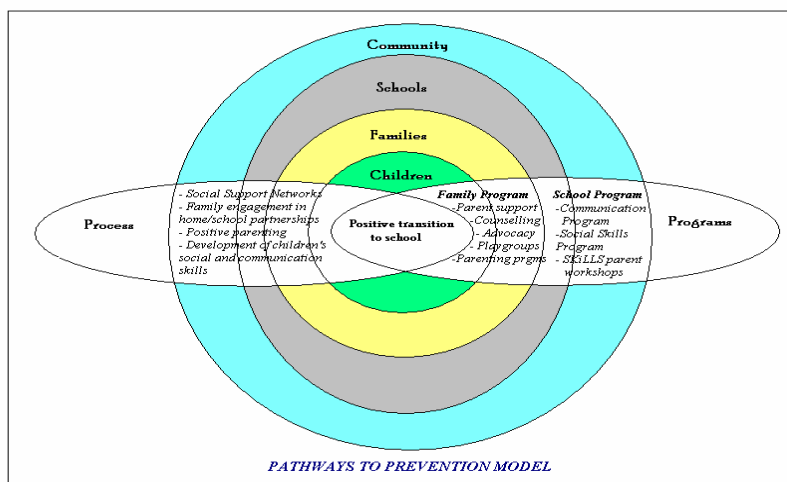 Community
Schools
Families
Children
Process
- Social Support Networks
- Family engagement in
home/school partnerships
- Positive parenting
- Development of children's
social and communication
skills
Positive transition
to school
Family Program
-Parent support
- Counselling
- Advocacy
- Playgroups
-Parenting prgms
School Program
-Communication
Program
-Social Skills
Program
- SKiLLS parent
workshops
Programs
PATHWAYS TO PREVENTION MODEL